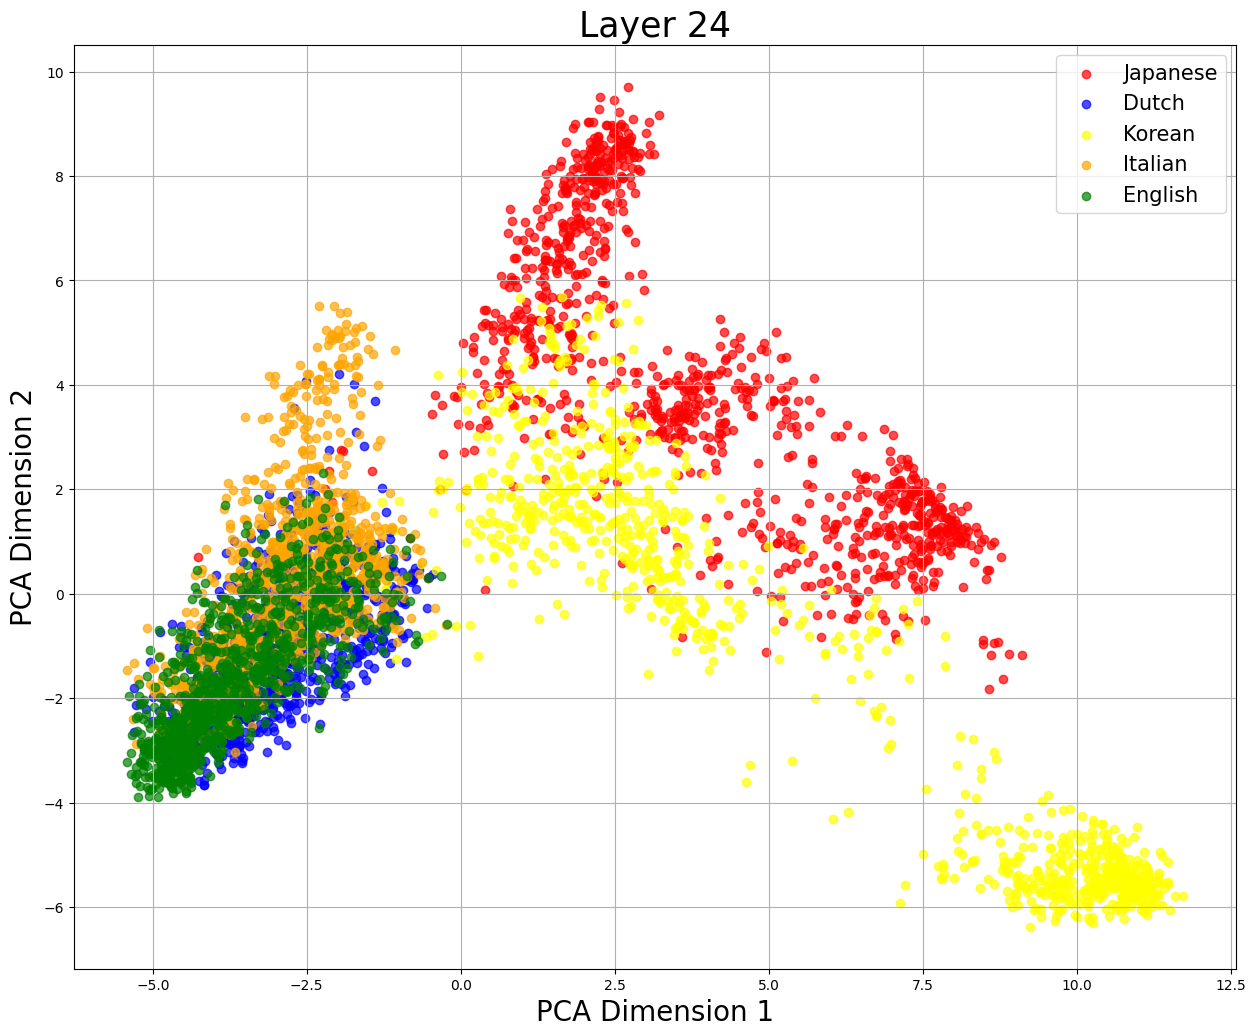 Layer 24
Japanese
Dutch
Korean
Italian
English
10
8
6
4
2
0
−2
−4
−6
PCA Dimension 2
−5.0
−2.5
0.0
2.5
5.0
7.5
10.0
12.5
PCA Dimension 1